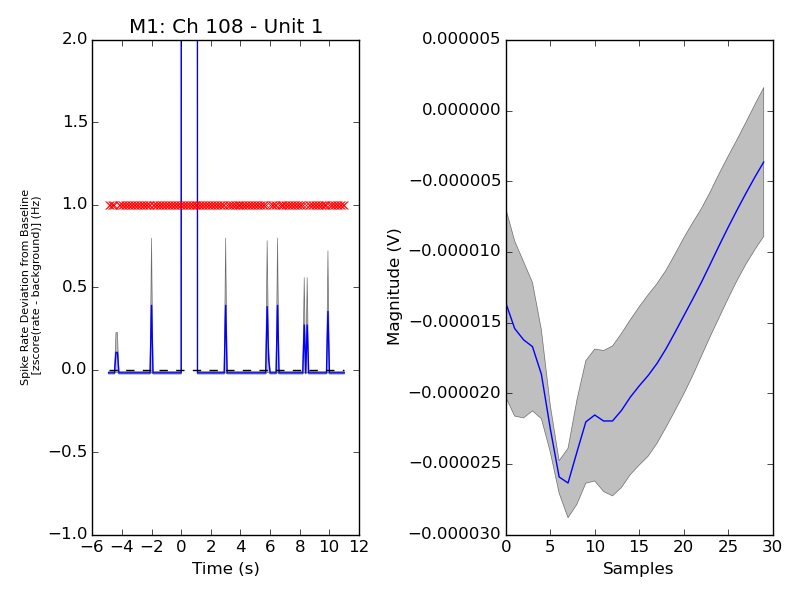 M1: Ch 108 - Unit 1
2.0
1.5
1.0
0.5
0.0
−0.5
−1.0
Spike Rate Deviation from Baseline
[zscore(rate - background)] (Hz)
−6 −4 −2 0 2 4 6 8 10 12
Time (s)
0.000005
0.000000
−0.000005
−0.000010
−0.000015
−0.000020
−0.000025
−0.000030
Magnitude (V)
0 5 10 15 20 25 30
Samples